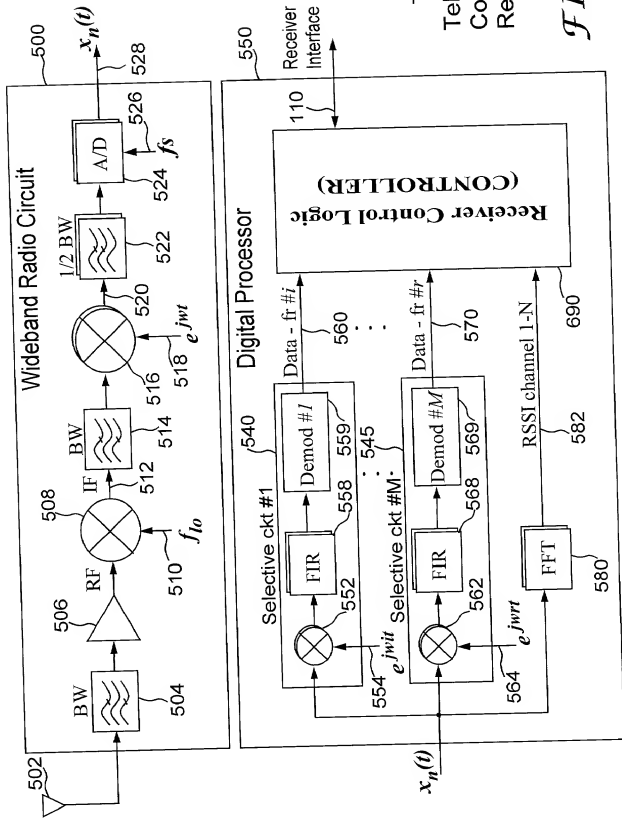 502
Wideband Radio Circuit
500
BW
504
506
RF
508
510
f_lo
IF
512
BW
514
516
518
e^jwt
520
1/2 BW
522
A/D
524
526
fs
x_n(t)
528
Digital Processor
550
x_n(t)
Selective ckt #1
540
552
554
e^jwit
FIR
558
Demod #1
559
Data - fr #i
560
. . .
. . .
545
Selective ckt #M
562
564
e^jwrt
FIR
568
Demod #M
569
Data - fr #r
570
FFT
580
RSSI channel 1-N
582
690
Receiver Control Logic
(CONTROLLER)
110
Receiver
Interface
Tel
Co
Re